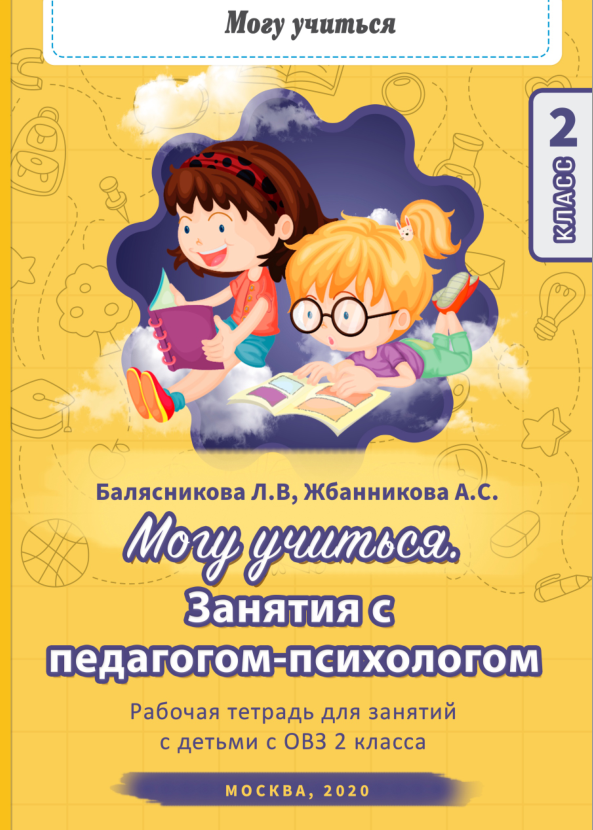 Могу учиться
2
КЛАСС
Балясникова Л.В, Жбанникова А.С.
Могу учиться.
Занятия с
педагогом-психологом
Рабочая тетрадь для занятий
с детьми с ОВЗ 2 класса
МОСКВА, 2020